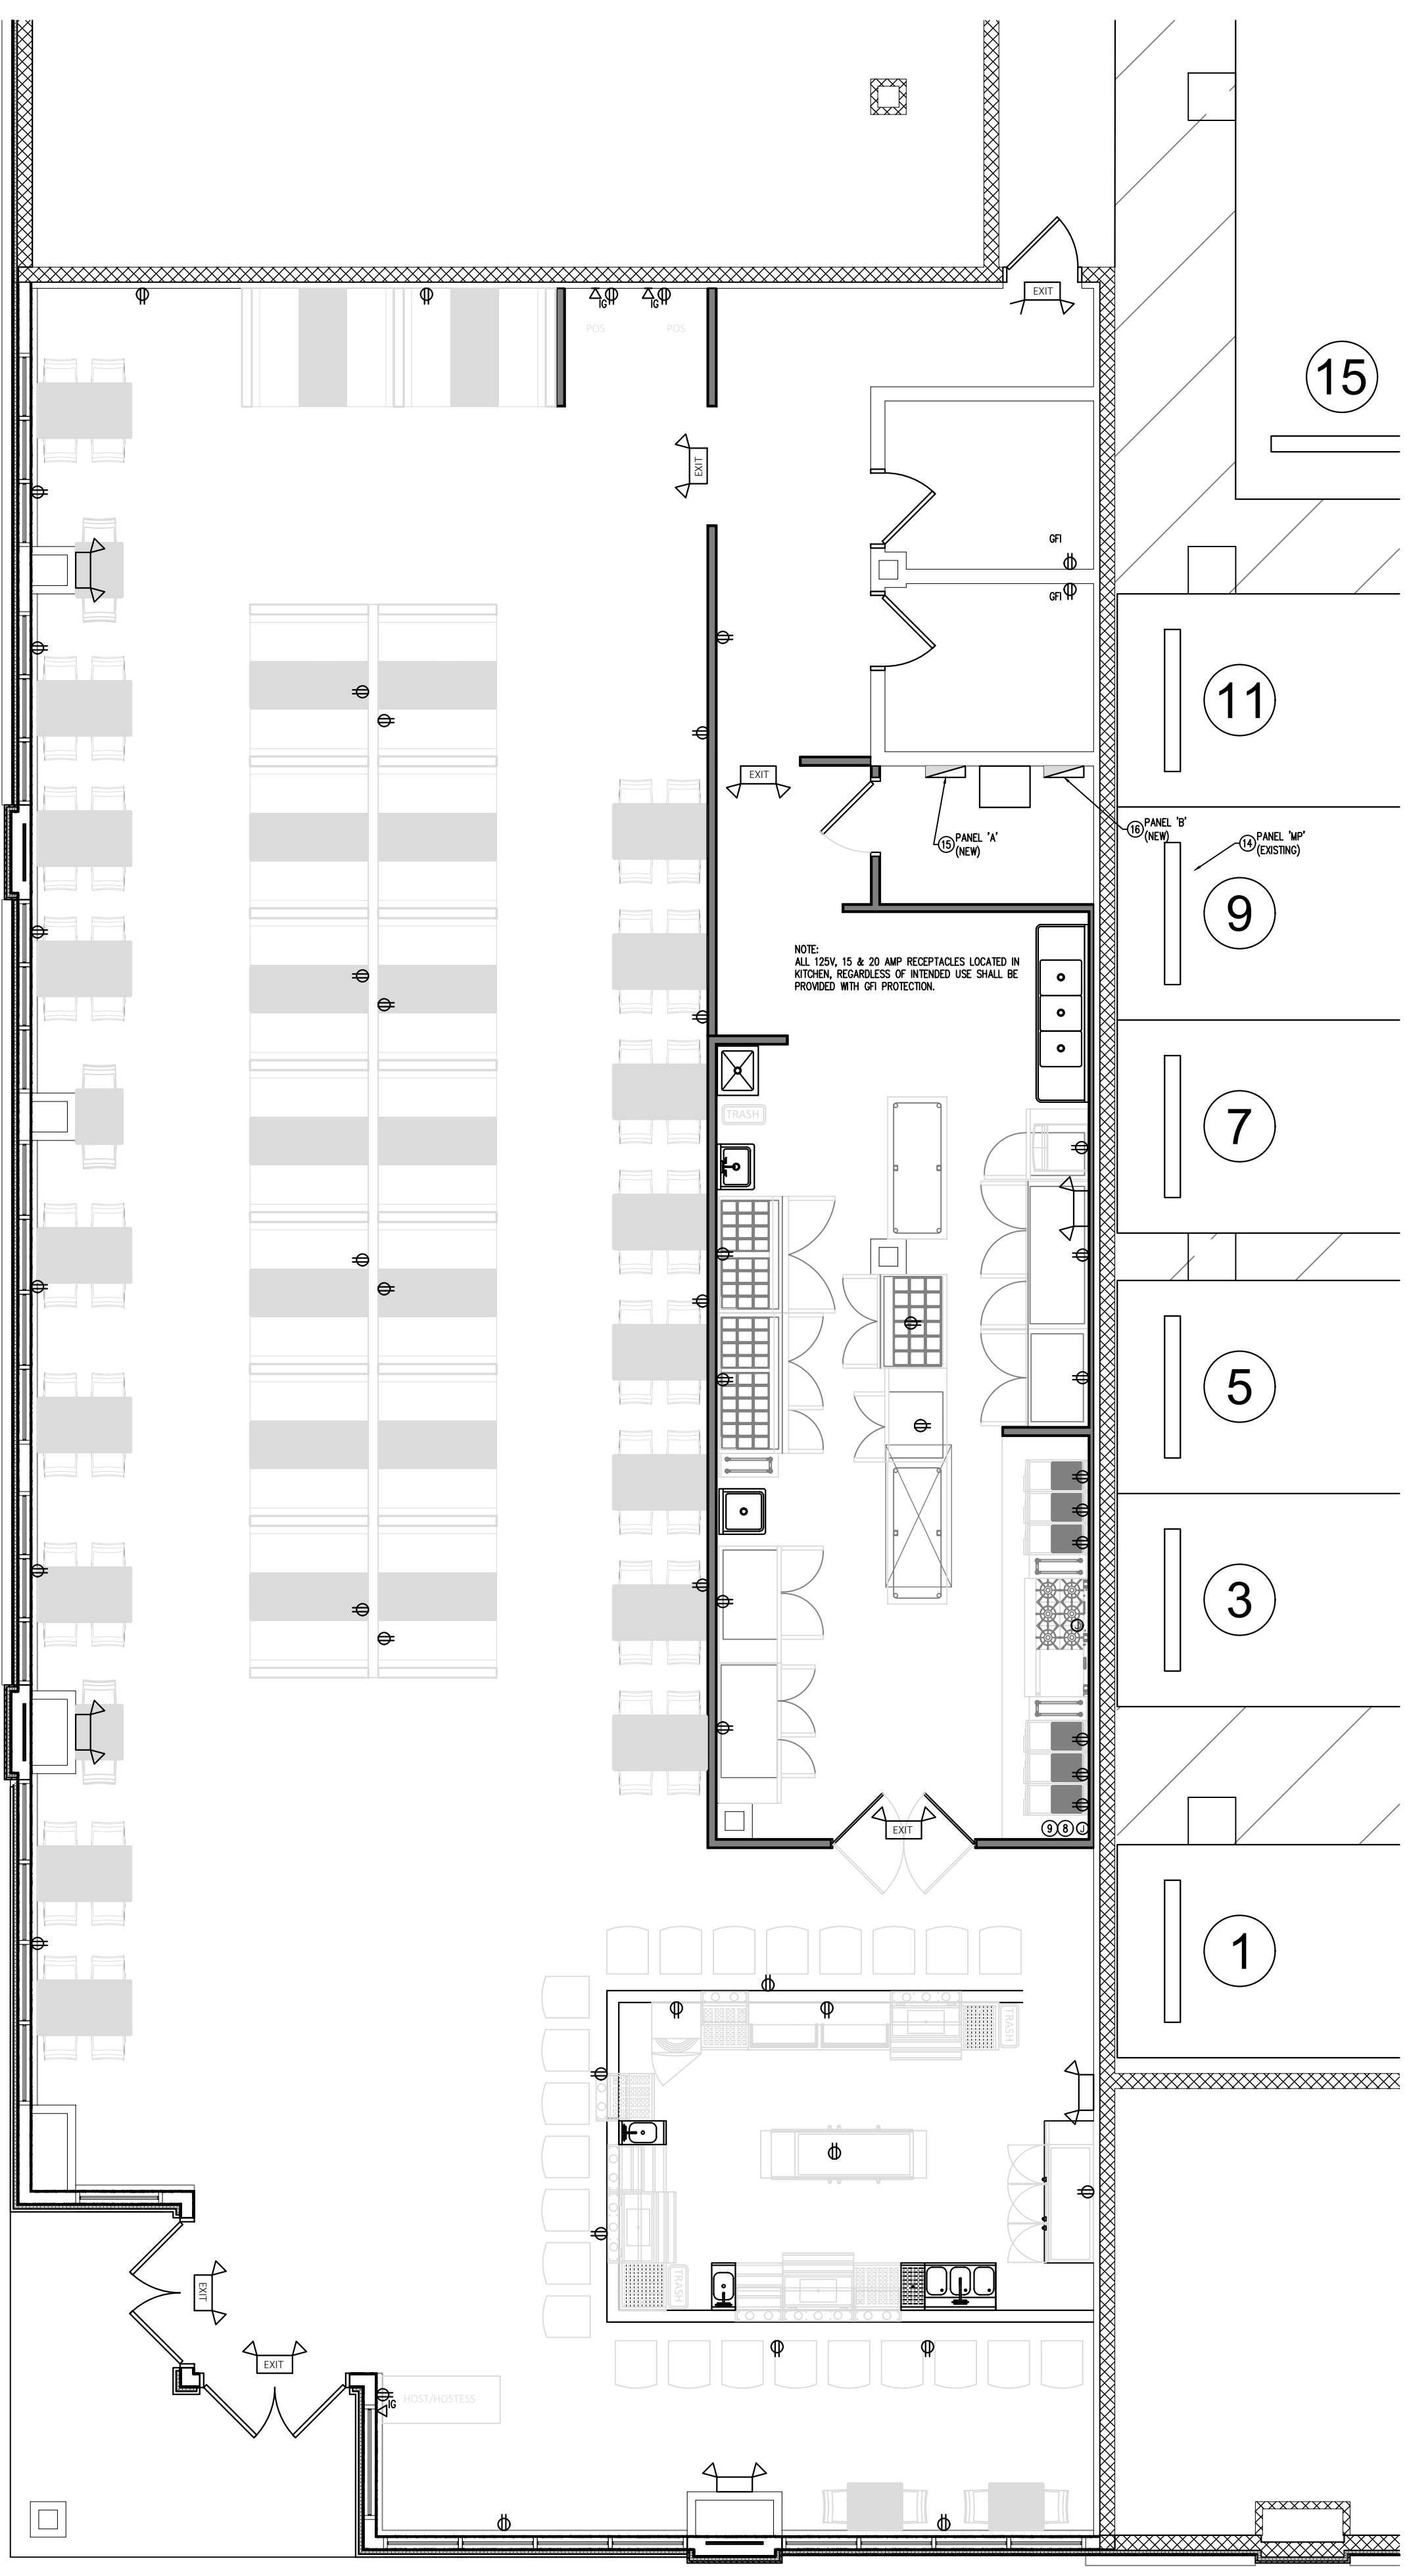 EXIT
IG
IG
POS
POS
15
EXIT
GFI
GFI
11
EXIT
15 PANEL 'A'
(NEW)
16 PANEL 'B'
(NEW)
14 PANEL 'MP'
(EXISTING)
9
NOTE:
ALL 125V, 15 & 20 AMP RECEPTACLES LOCATED IN
KITCHEN, REGARDLESS OF INTENDED USE SHALL BE
PROVIDED WITH GFI PROTECTION.
TRASH
7
5
3
J
EXIT
9 8 J
1
TRASH
TRASH
EXIT
EXIT
HOST/HOSTESS
IG